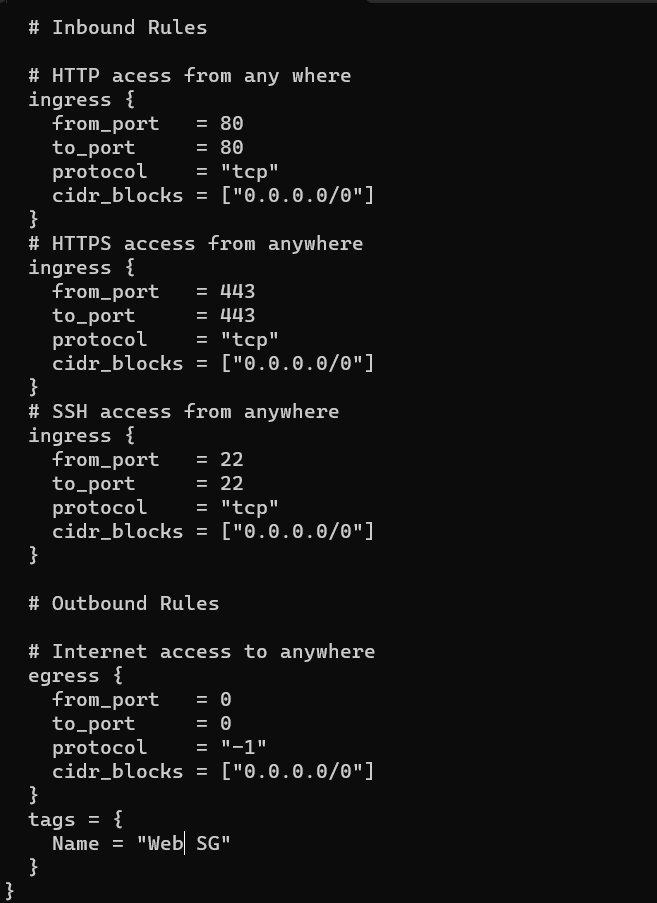 # Inbound Rules
# HTTP acess from any where
ingress {
from_port   = 80
to_port     = 80
protocol    = "tcp"
cidr_blocks = ["0.0.0.0/0"]
}
# HTTPS access from anywhere
ingress {
from_port   = 443
to_port     = 443
protocol    = "tcp"
cidr_blocks = ["0.0.0.0/0"]
}
# SSH access from anywhere
ingress {
from_port   = 22
to_port     = 22
protocol    = "tcp"
cidr_blocks = ["0.0.0.0/0"]
}
# Outbound Rules
# Internet access to anywhere
egress {
from_port   = 0
to_port     = 0
protocol    = "-1"
cidr_blocks = ["0.0.0.0/0"]
}
tags = {
Name = "Web SG"
}
}